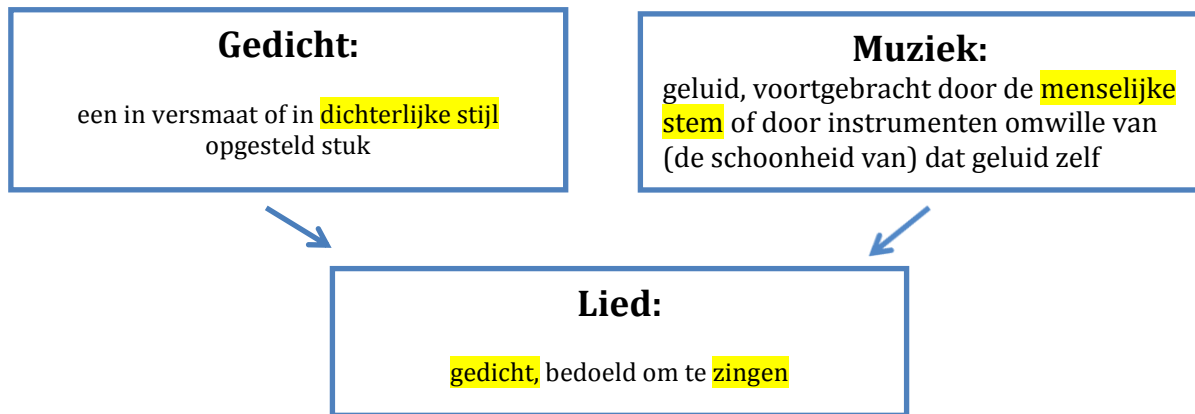 Gedicht:
een in versmaat of in dichterlijke stijl
opgesteld stuk
Muziek:
geluid, voortgebracht door de menselijke
stem of door instrumenten omwille van
(de schoonheid van) dat geluid zelf
Lied:
gedicht, bedoeld om te zingen